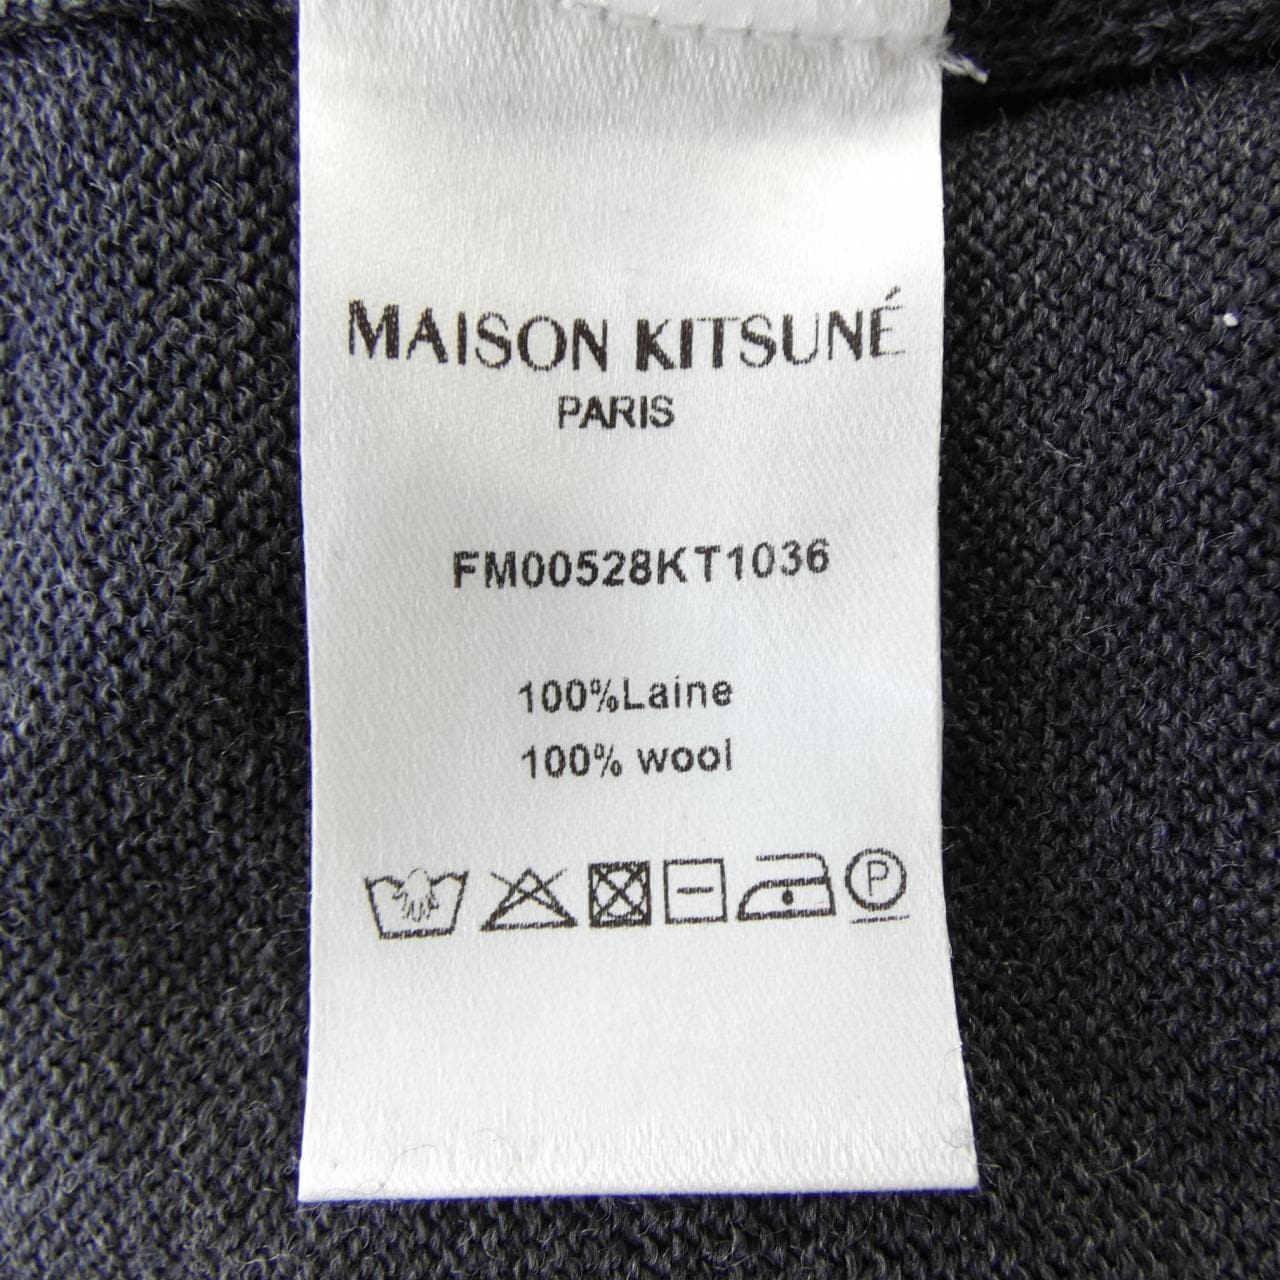 MAISON KITSUNÉ
PARIS
FM00528KT1036
100%Laine
100% wool
P